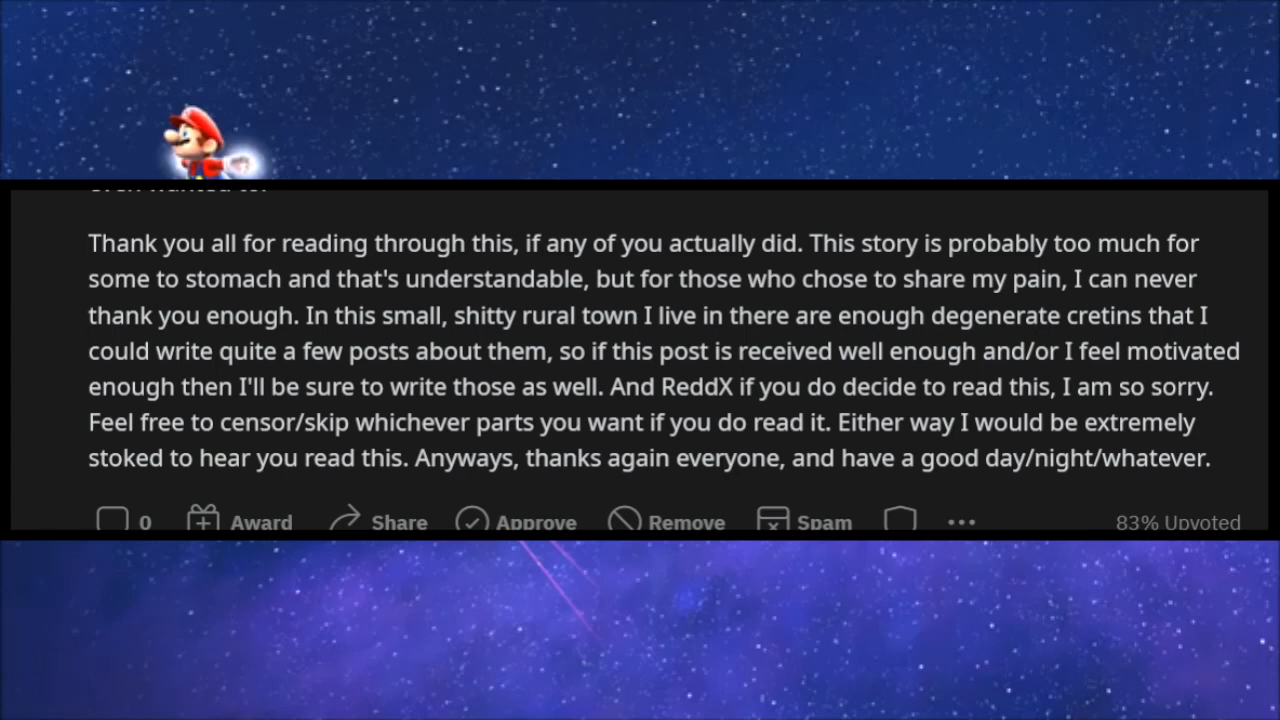 Thank you all for reading through this, if any of you actually did. This story is probably too much for
some to stomach and that's understandable, but for those who chose to share my pain, I can never
thank you enough. In this small, shitty rural town I live in there are enough degenerate cretins that I
could write quite a few posts about them, so if this post is received well enough and/or I feel motivated
enough then I'll be sure to write those as well. And ReddX if you do decide to read this, I am so sorry.
Feel free to censor/skip whichever parts you want if you do read it. Either way I would be extremely
stoked to hear you read this. Anyways, thanks again everyone, and have a good day/night/whatever.
0 Award Share Approve Remove Spam ••• 83% Upvoted